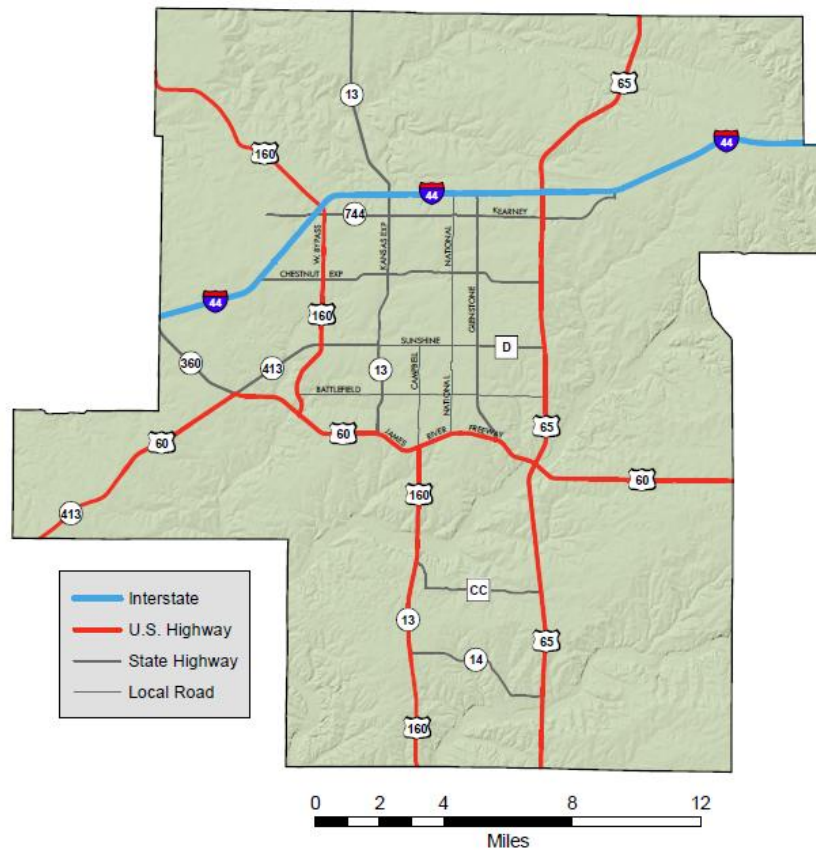 65
13
44
160
44
744
KEARNEY
W. BYPASS
KANSAS EXP
NATIONAL
CHESTNUT EXP
44
160
GLENSTONE
SUNSHINE
D
360
413
13
CAMPBELL
BATTLEFIELD
NATIONAL
60
60
JAMES RIVER FREEWAY
65
160
60
413
CC
13
14
65
160
Interstate
U.S. Highway
State Highway
Local Road
0 2 4 8 12
Miles